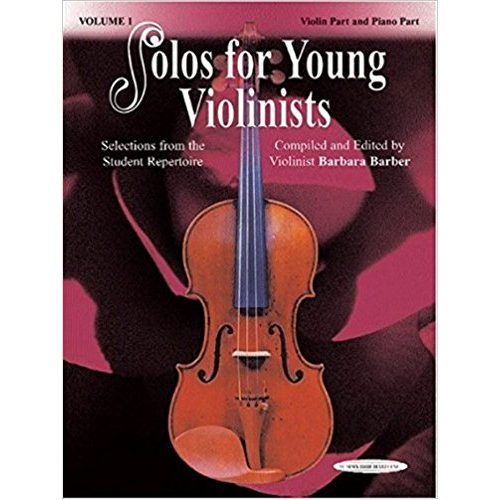 VOLUME 1
Violin Part and Piano Part
Solos for Young
Violinists
Selections from the
Student Repertoire
Compiled and Edited by
Violinist Barbara Barber